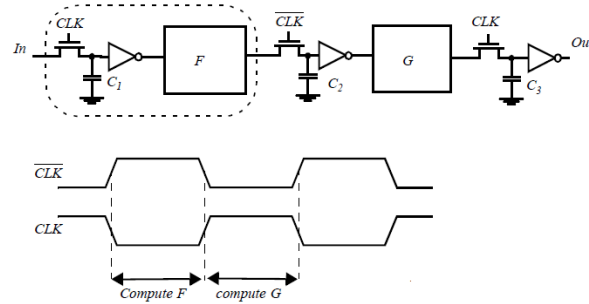 CLK
In
F
C1
CLK
C2
G
CLK
Ou
C3
CLK
CLK
Compute F
compute G